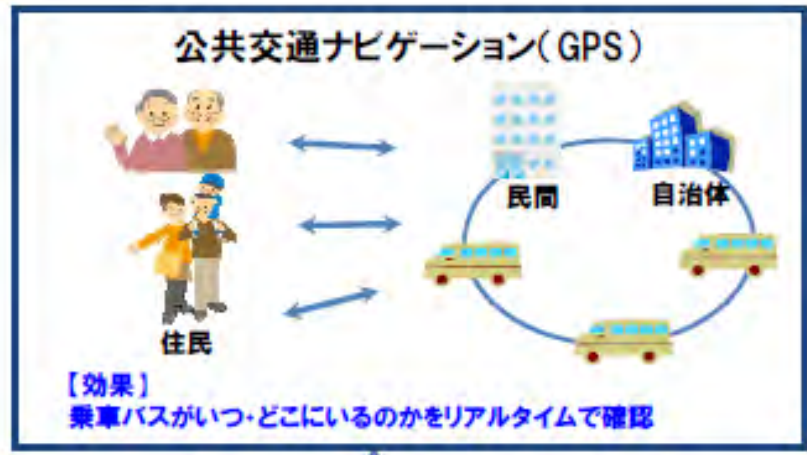 公共交通ナビゲーション(GPS)
民間
自治体
住民
【効果】
乗車バスがいつ・どこにいるのかをリアルタイムで確認